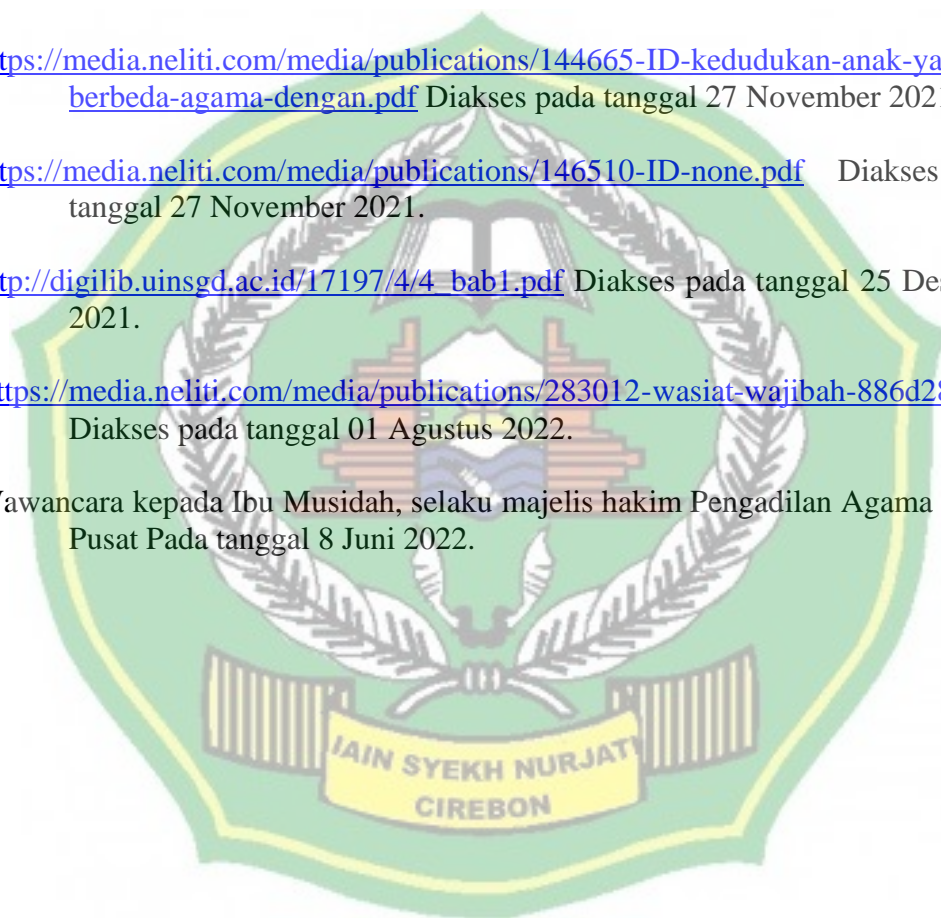 tps://media.neliti.com/media/publications/144665-ID-kedudukan-anak-ya
berbeda-agama-dengan.pdf Diakses pada tanggal 27 November 2021
tps://media.neliti.com/media/publications/146510-ID-none.pdf Diakses
tanggal 27 November 2021.
tp://digilib.uinsgd.ac.id/17197/4/4_bab1.pdf Diakses pada tanggal 25 De
2021.
ttps://media.neliti.com/media/publications/283012-wasiat-wajibah-886d28
Diakses pada tanggal 01 Agustus 2022.
awancara kepada Ibu Musidah, selaku majelis hakim Pengadilan Agama
Pusat Pada tanggal 8 Juni 2022.
IAIN SYEKH NURJATI
CIREBON